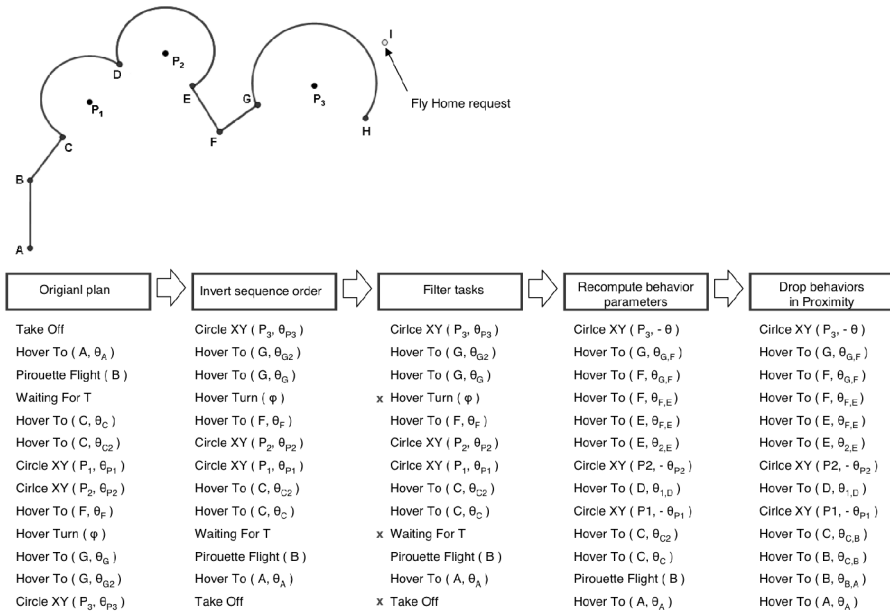 I
D
P2
E
G
P3
Fly Home request
P1
H
C
F
B
A
Origianl plan
Invert sequence order
Filter tasks
Recompute behavior
parameters
Drop behaviors
in Proximity
Take Off
Hover To ( A, θA )
Pirouette Flight ( B )
Waiting For T
Hover To ( C, θC )
Hover To ( C, θC2 )
Circle XY ( P1, θP1 )
Cirlce XY ( P2, θP2 )
Hover To ( F, θF )
Hover Turn ( φ )
Hover To ( G, θG )
Hover To ( G, θG2 )
Circle XY ( P3, θP3 )
Circle XY ( P3, θP3 )
Hover To ( G, θG2 )
Hover To ( G, θG )
Hover Turn ( φ )
Hover To ( F, θF )
Circle XY ( P2, θP2 )
Circle XY ( P1, θP1 )
Hover To ( C, θC2 )
Hover To ( C, θC )
Waiting For T
Pirouette Flight ( B )
Hover To ( A, θA )
Take Off
Cirlce XY ( P3, θP3 )
Hover To ( G, θG2 )
Hover To ( G, θG )
x Hover Turn ( φ )
Hover To ( F, θF )
Cirlce XY ( P2, θP2 )
Circle XY ( P1, θP1 )
Hover To ( C, θC2 )
Hover To ( C, θC )
x Waiting For T
Pirouette Flight ( B )
Hover To ( A, θA )
x Take Off
Cirlce XY ( P3, - θ )
Hover To ( G, θG,F )
Hover To ( F, θG,F )
Hover To ( F, θF,E )
Hover To ( E, θF,E )
Hover To ( E, θ2,E )
Circle XY ( P2, - θP2 )
Hover To ( D, θ1,D )
Circle XY ( P1, - θP1 )
Hover To ( C, θC2 )
Hover To ( C, θC )
Pirouette Flight ( B )
Hover To ( A, θA )
Cirlce XY ( P3, - θ )
Hover To ( G, θG,F )
Hover To ( F, θG,F )
Hover To ( F, θF,E )
Hover To ( E, θF,E )
Hover To ( E, θ2,E )
Circle XY ( P2, - θP2 )
Hover To ( D, θ1,D )
Cirlce XY ( P1, - θP1 )
Hover To ( C, θC,B )
Hover To ( B, θC,B )
Hover To ( B, θB,A )
Hover To ( A, θA )